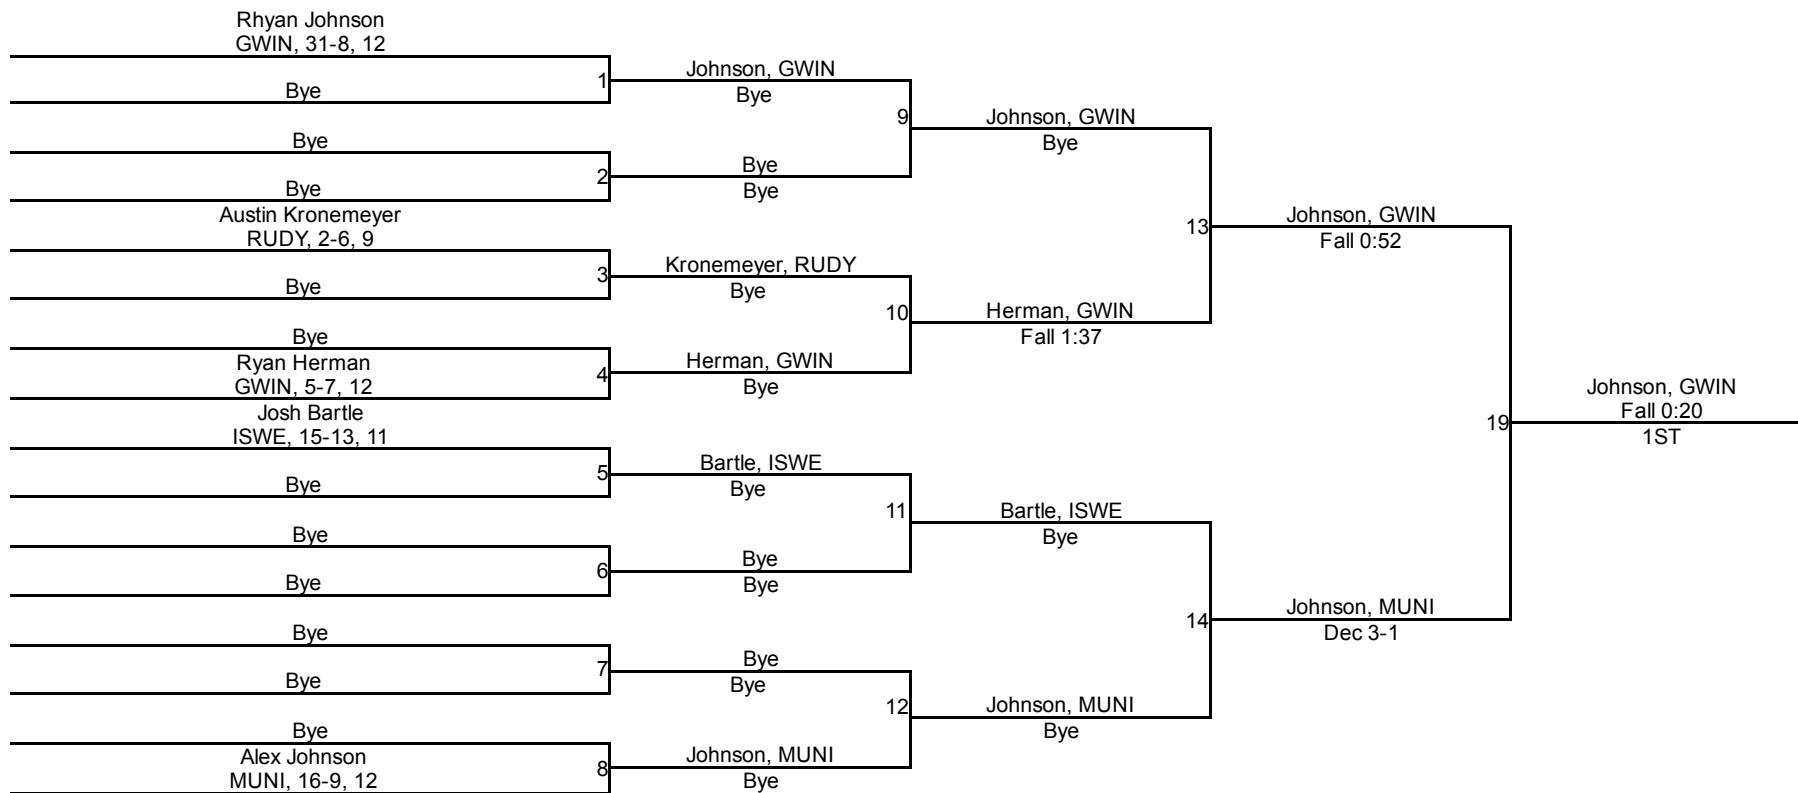 Rhyan Johnson
GWIN, 31-8, 12
Bye
1
Bye
Bye
2
Austin Kronemeyer
RUDY, 2-6, 9
Bye
3
Bye
Ryan Herman
GWIN, 5-7, 12
4
Josh Bartle
ISWE, 15-13, 11
Bye
5
Bye
Bye
6
Bye
Bye
7
Bye
Alex Johnson
MUNI, 16-9, 12
8
Johnson, GWIN
Bye
9
Bye
Bye
Kronemeyer, RUDY
Bye
10
Herman, GWIN
Bye
Bartle, ISWE
Bye
11
Bye
Bye
Bye
Bye
12
Johnson, MUNI
Bye
Johnson, GWIN
Bye
13
Herman, GWIN
Fall 1:37
Bartle, ISWE
Bye
14
Johnson, MUNI
Bye
Johnson, GWIN
Fall 0:52
19
Johnson, MUNI
Dec 3-1
Johnson, GWIN
Fall 0:20
1ST